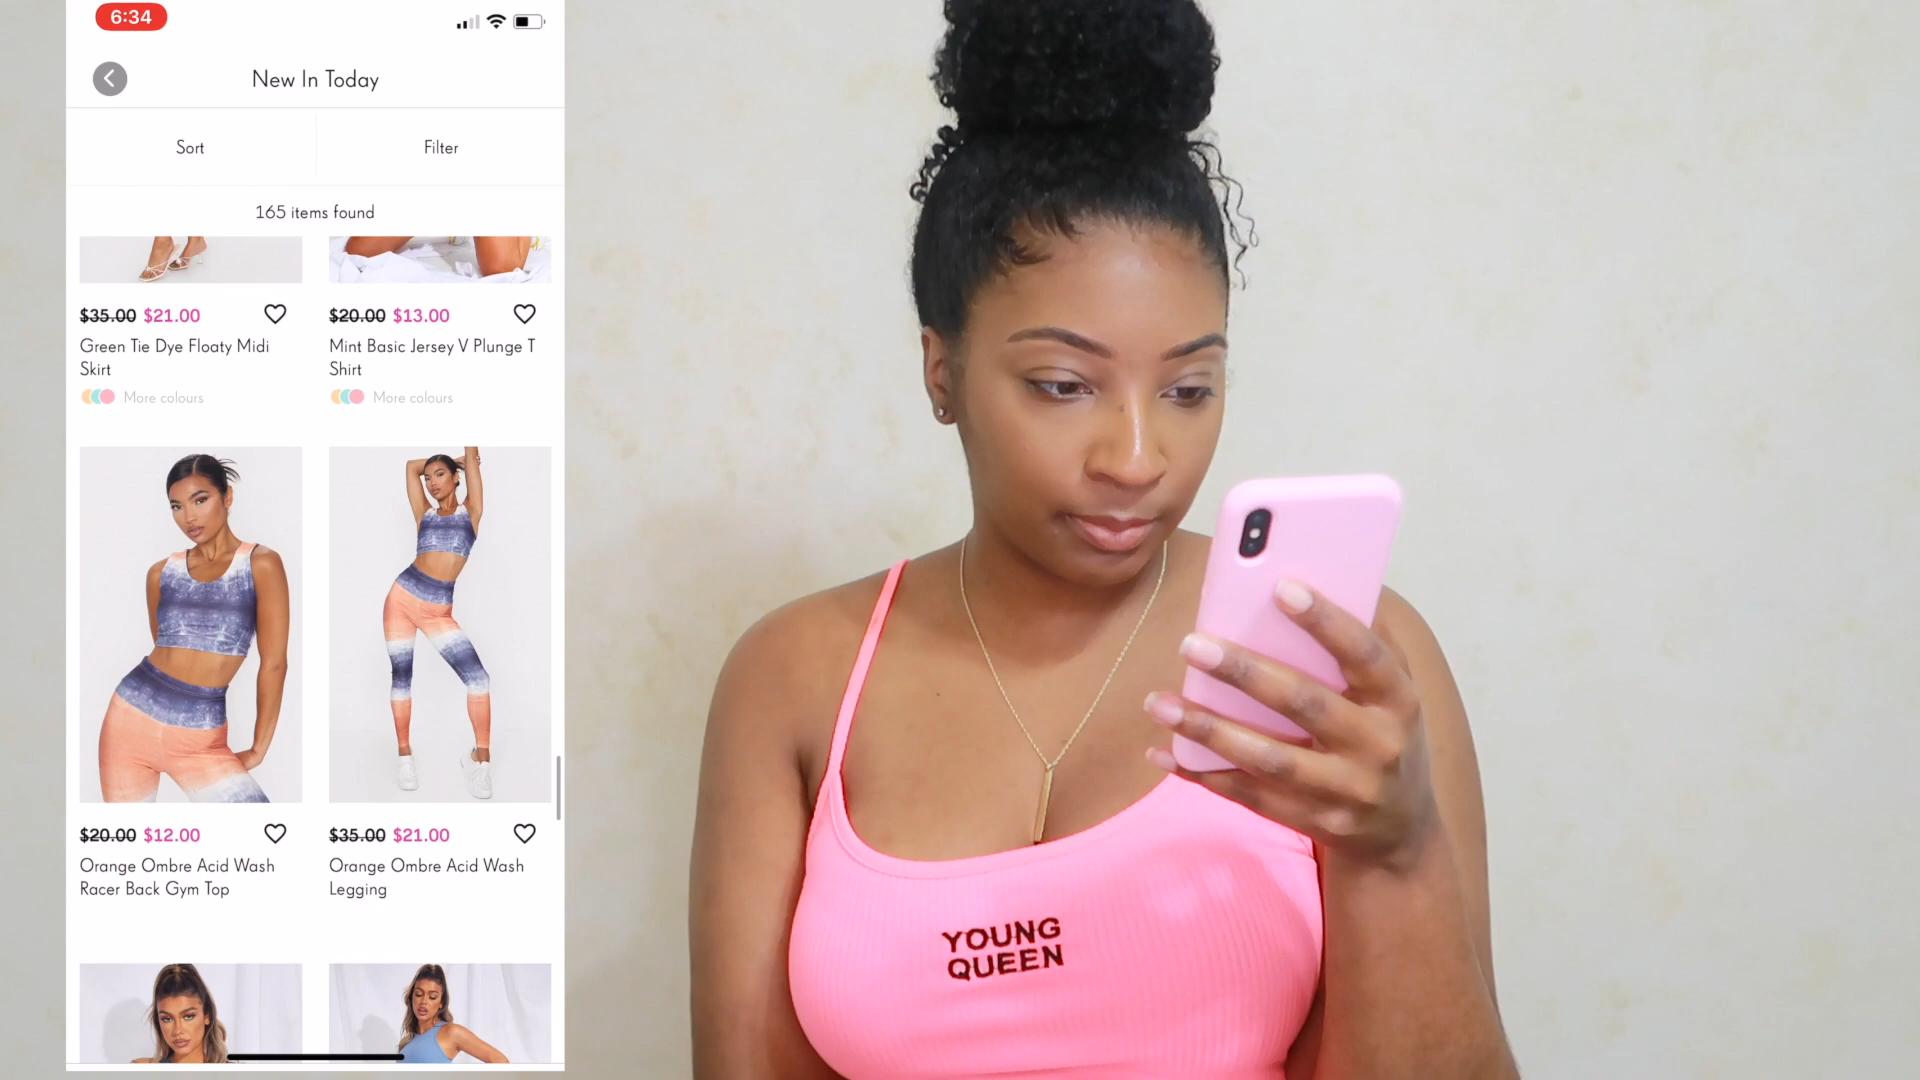 6:34
New In Today
Sort
Filter
165 items found
$35.00 $21.00
Green Tie Dye Floaty Midi
Skirt
More colours
$20.00 $13.00
Mint Basic Jersey V Plunge T
Shirt
More colours
$20.00 $12.00
Orange Ombre Acid Wash
Racer Back Gym Top
$35.00 $21.00
Orange Ombre Acid Wash
Legging
YOUNG
QUEEN